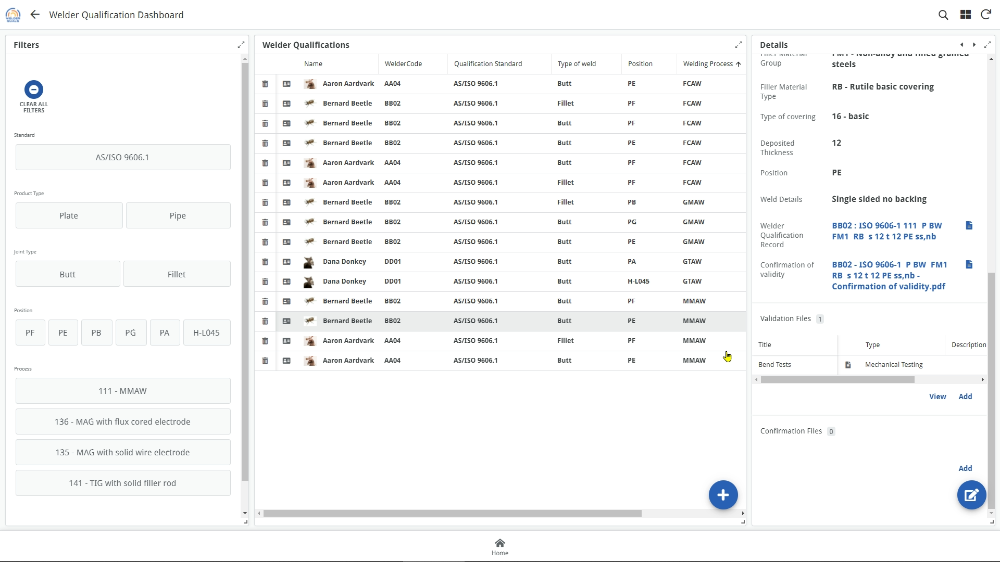 WELDER QUALS
Welder Qualification Dashboard
Filters
CLEAR ALL
FILTERS
Standard
AS/ISO 9606.1
Product Type
Plate Pipe
Joint Type
Butt Fillet
Position
PF PE PB PG PA H-L045
Process
111 - MMAW
136 - MAG with flux cored electrode
135 - MAG with solid wire electrode
141 - TIG with solid filler rod
Welder Qualifications
Name WelderCode Qualification Standard Type of weld Position Welding Process
Aaron Aardvark AA04 AS/ISO 9606.1 Butt PE FCAW
Bernard Beetle BB02 AS/ISO 9606.1 Fillet PF FCAW
Bernard Beetle BB02 AS/ISO 9606.1 Butt PF FCAW
Bernard Beetle BB02 AS/ISO 9606.1 Butt PE FCAW
Aaron Aardvark AA04 AS/ISO 9606.1 Butt PF FCAW
Aaron Aardvark AA04 AS/ISO 9606.1 Fillet PF FCAW
Bernard Beetle BB02 AS/ISO 9606.1 Fillet PB GMAW
Bernard Beetle BB02 AS/ISO 9606.1 Butt PG GMAW
Bernard Beetle BB02 AS/ISO 9606.1 Butt PE GMAW
Dana Donkey DD01 AS/ISO 9606.1 Butt PA GTAW
Dana Donkey DD01 AS/ISO 9606.1 Butt H-L045 GTAW
Bernard Beetle BB02 AS/ISO 9606.1 Butt PF MMAW
Bernard Beetle BB02 AS/ISO 9606.1 Butt PE MMAW
Aaron Aardvark AA04 AS/ISO 9606.1 Fillet PF MMAW
Aaron Aardvark AA04 AS/ISO 9606.1 Butt PE MMAW
Details
Filler Material FM1 - Non-alloy and fined grained
Group steels
Filler Material RB - Rutile basic covering
Type
Type of covering 16 - basic
Deposited 12
Thickness
Position PE
Weld Details Single sided no backing
Welder BB02 : ISO 9606-1 111 P BW
Qualification FM1 RB s 12 t 12 PE ss,nb
Record
Confirmation of BB02 - ISO 9606-1 P BW FM1
validity RB s 12 t 12 PE ss,nb -
Confirmation of validity.pdf
Validation Files 1
Title Type Description
Bend Tests Mechanical Testing
View Add
Confirmation Files 0
Add
Home